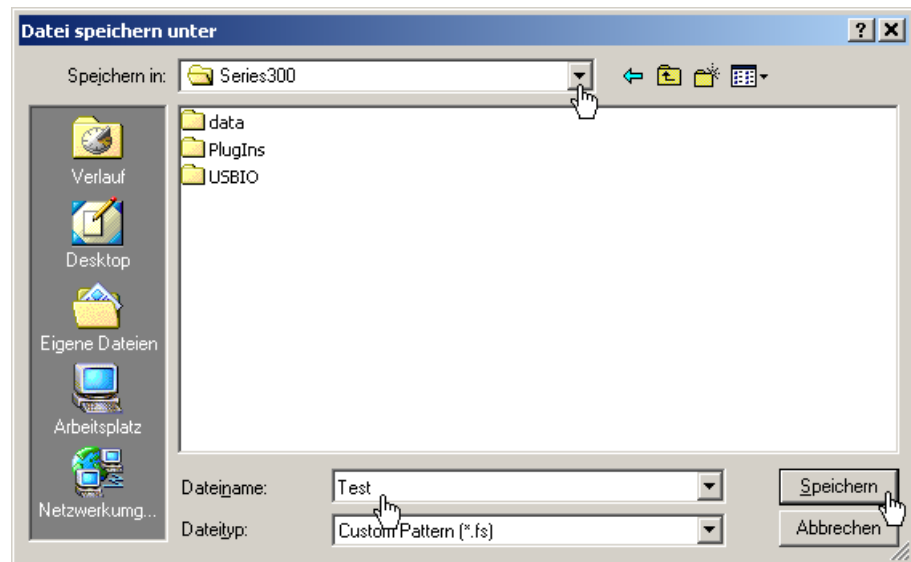 Datei speichern unter
Speichern in: Series300
data
PlugIns
USBIO
Verlauf
Desktop
Eigene Dateien
Arbeitsplatz
Netzwerkumg...
Dateiname: Test
Speichern
Dateityp: Custom Pattern (*.fs)
Abbrechen